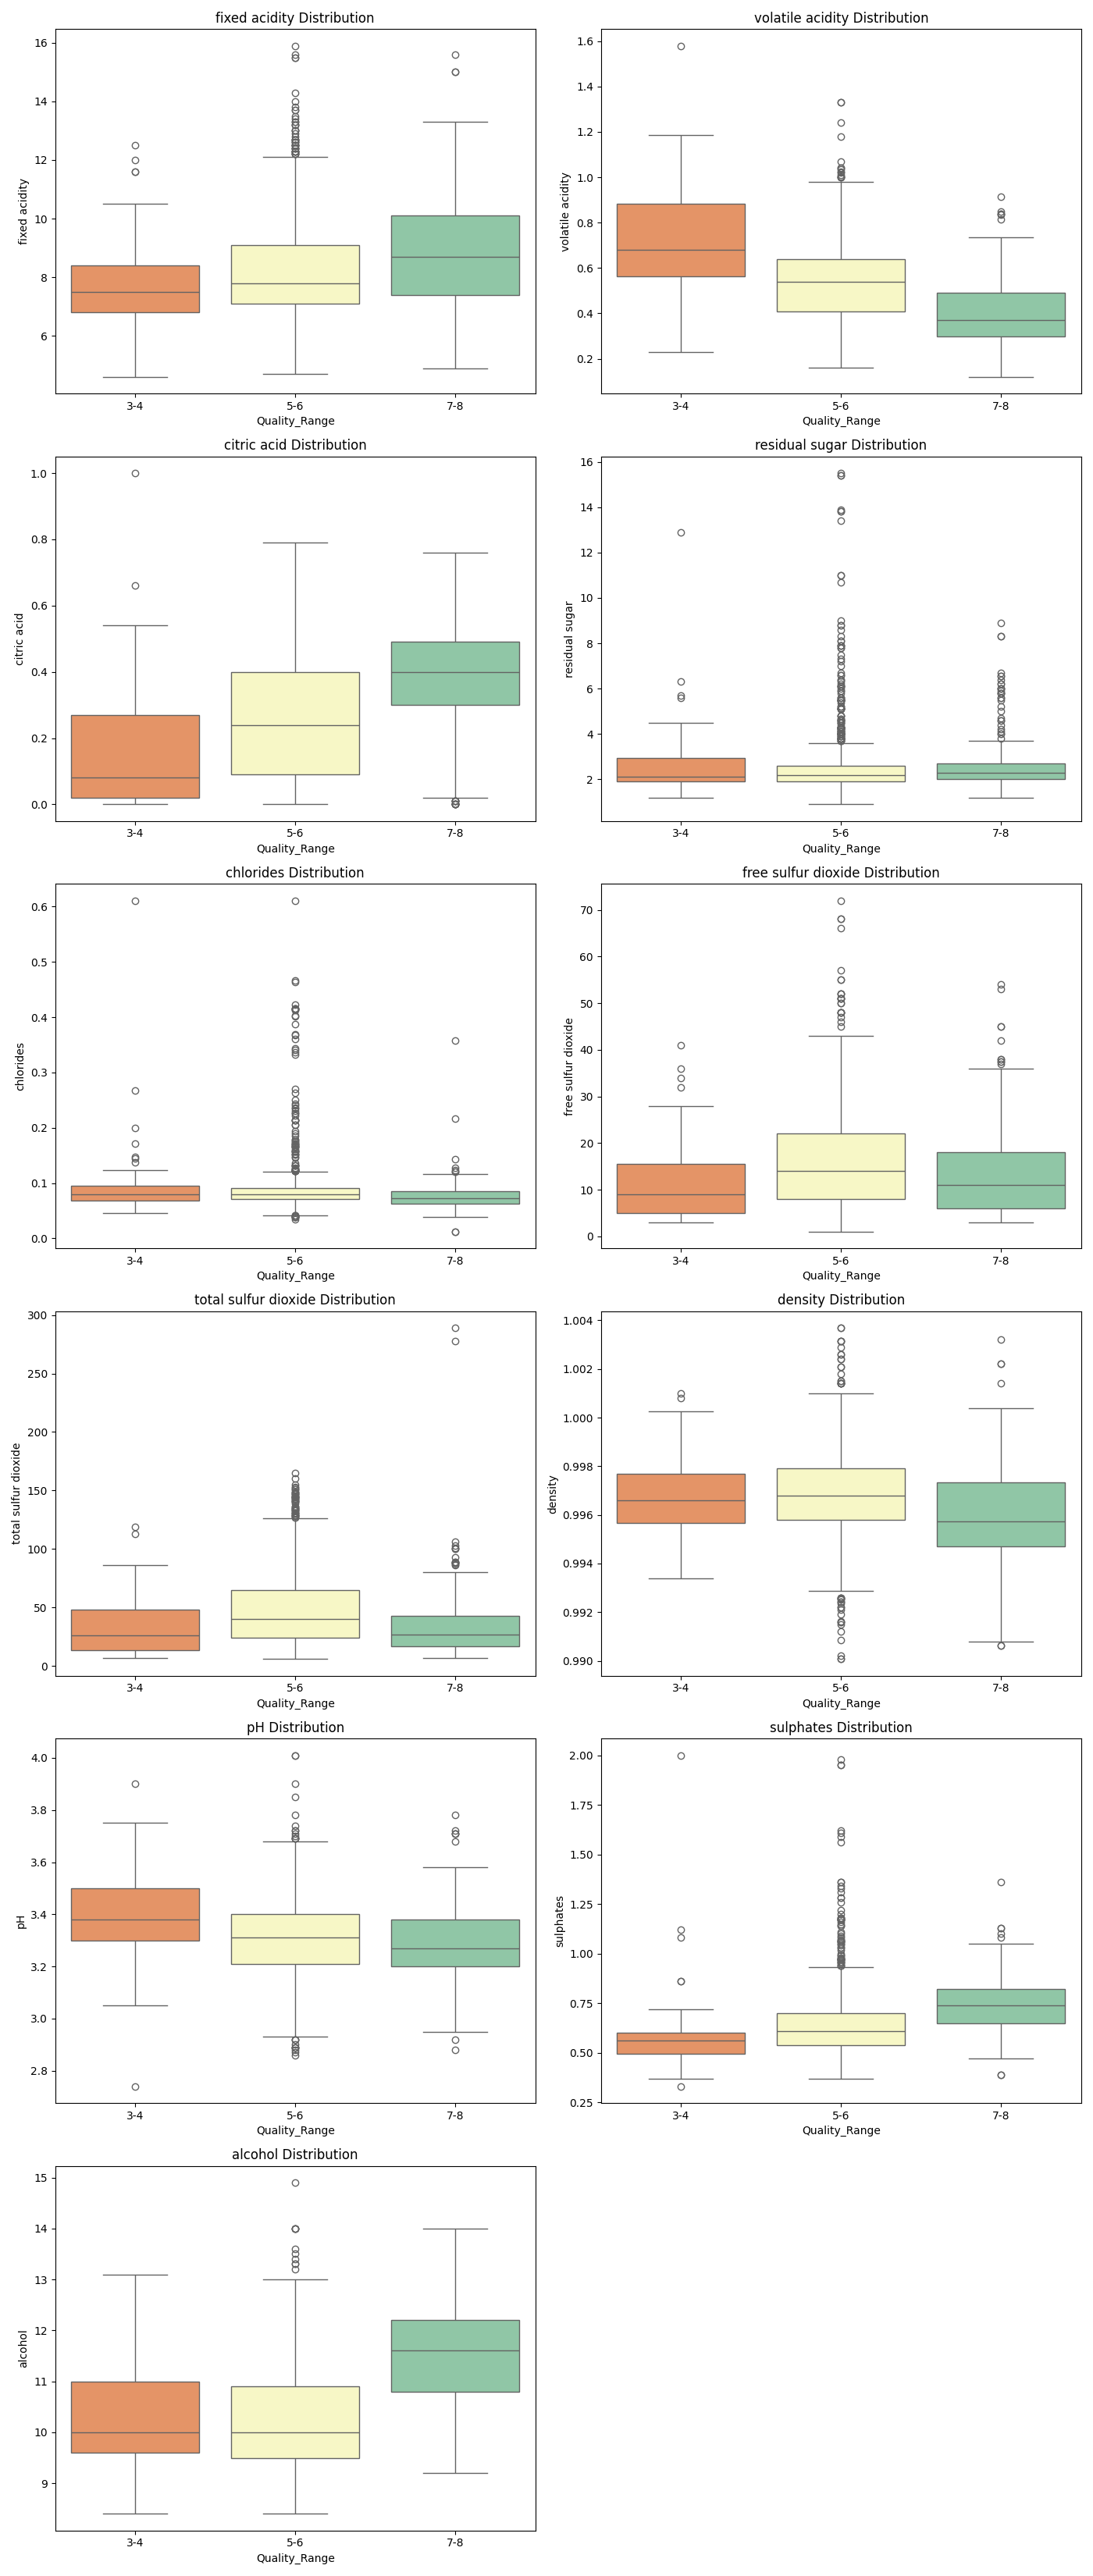 fixed acidity Distribution
fixed acidity
16
14
12
10
8
6
3-4 5-6 7-8
Quality_Range
volatile acidity Distribution
volatile acidity
1.6
1.4
1.2
1.0
0.8
0.6
0.4
0.2
3-4 5-6 7-8
Quality_Range
citric acid Distribution
citric acid
1.0
0.8
0.6
0.4
0.2
0.0
3-4 5-6 7-8
Quality_Range
residual sugar Distribution
residual sugar
16
14
12
10
8
6
4
2
3-4 5-6 7-8
Quality_Range
chlorides Distribution
chlorides
0.6
0.5
0.4
0.3
0.2
0.1
0.0
3-4 5-6 7-8
Quality_Range
free sulfur dioxide Distribution
free sulfur dioxide
70
60
50
40
30
20
10
0
3-4 5-6 7-8
Quality_Range
total sulfur dioxide Distribution
total sulfur dioxide
300
250
200
150
100
50
0
3-4 5-6 7-8
Quality_Range
density Distribution
density
1.004
1.002
1.000
0.998
0.996
0.994
0.992
0.990
3-4 5-6 7-8
Quality_Range
pH Distribution
pH
4.0
3.8
3.6
3.4
3.2
3.0
2.8
3-4 5-6 7-8
Quality_Range
sulphates Distribution
sulphates
2.00
1.75
1.50
1.25
1.00
0.75
0.50
0.25
3-4 5-6 7-8
Quality_Range
alcohol Distribution
alcohol
15
14
13
12
11
10
9
3-4 5-6 7-8
Quality_Range